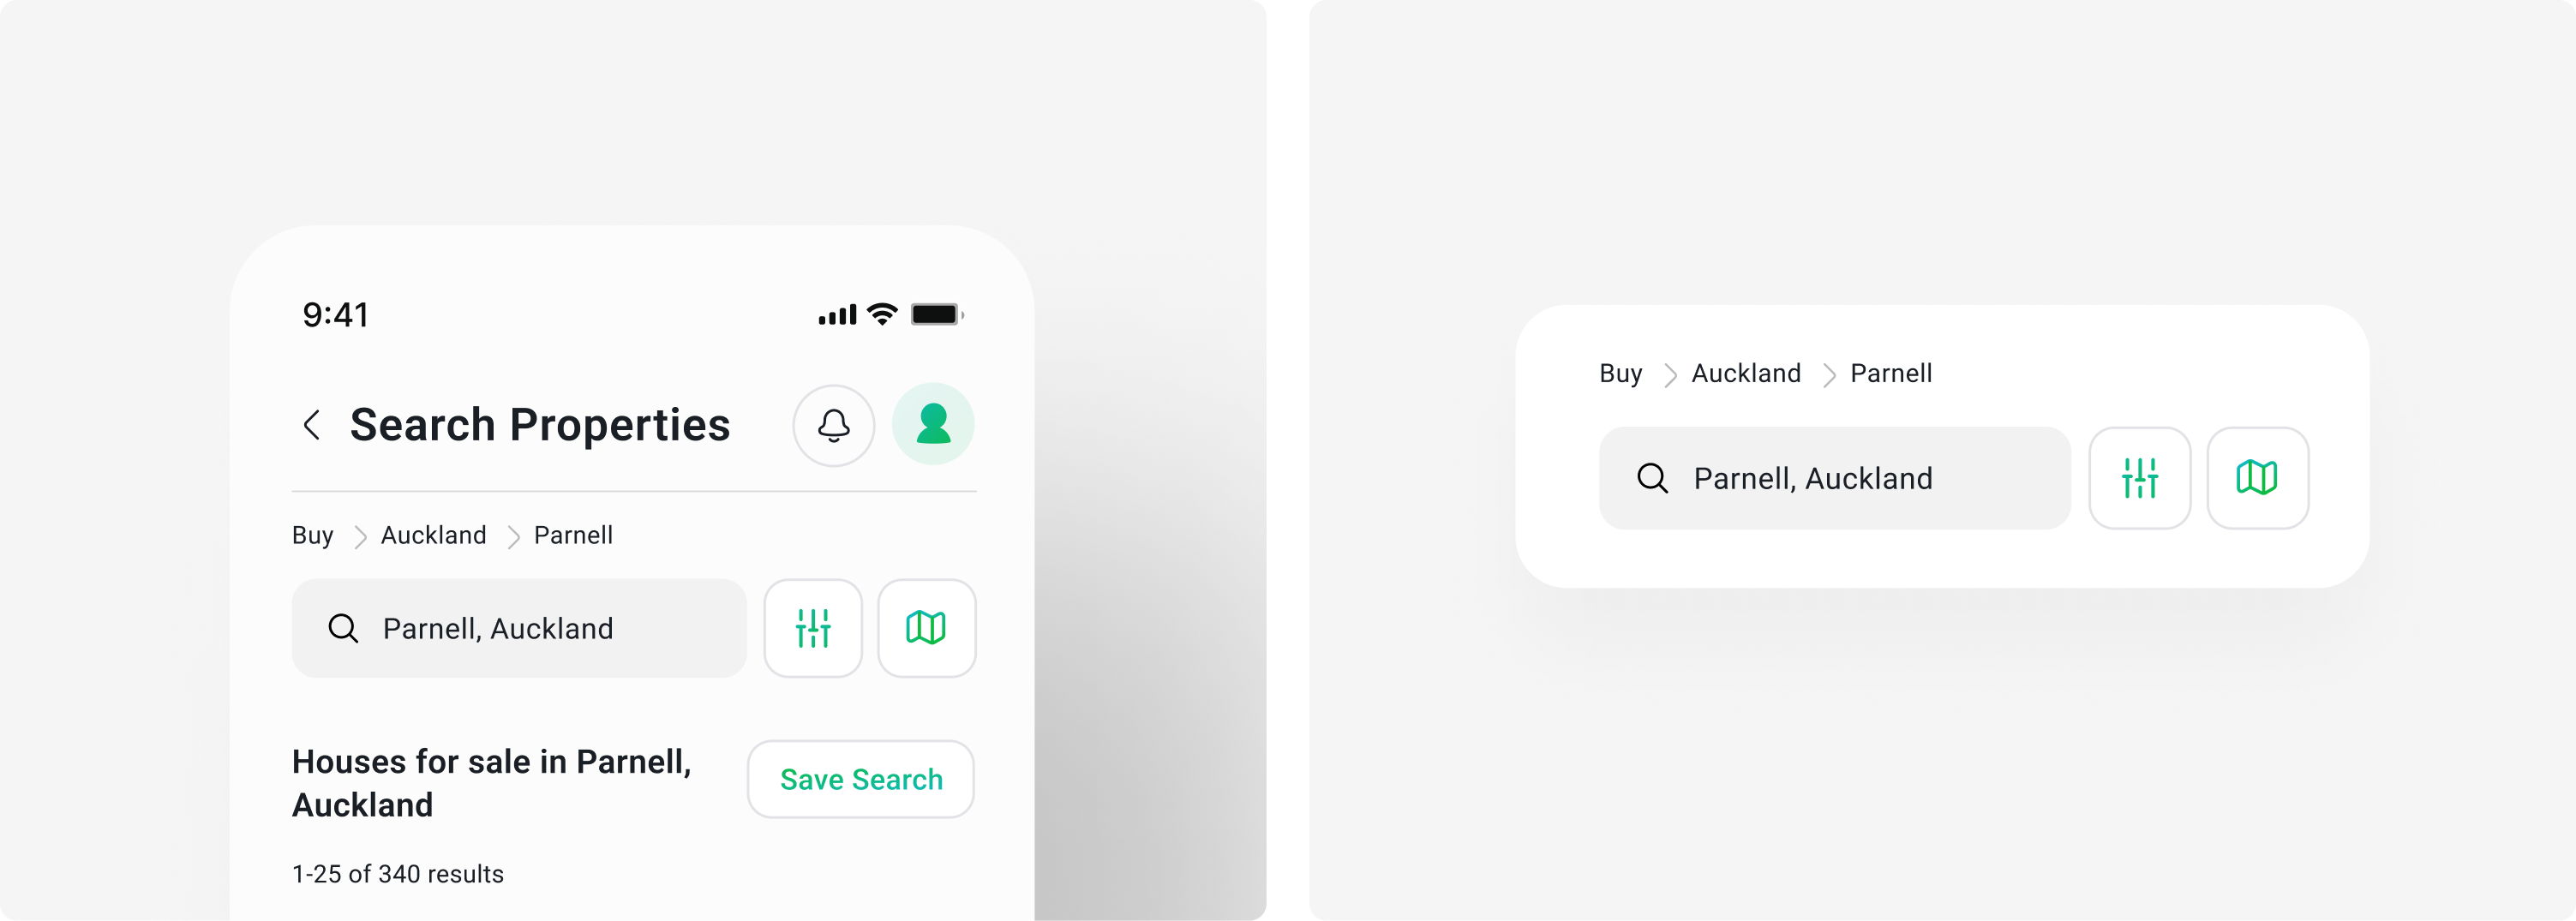 9:41
Search Properties
Buy Auckland Parnell
Parnell, Auckland
Houses for sale in Parnell,
Auckland
Save Search
1-25 of 340 results
Buy Auckland Parnell
Parnell, Auckland